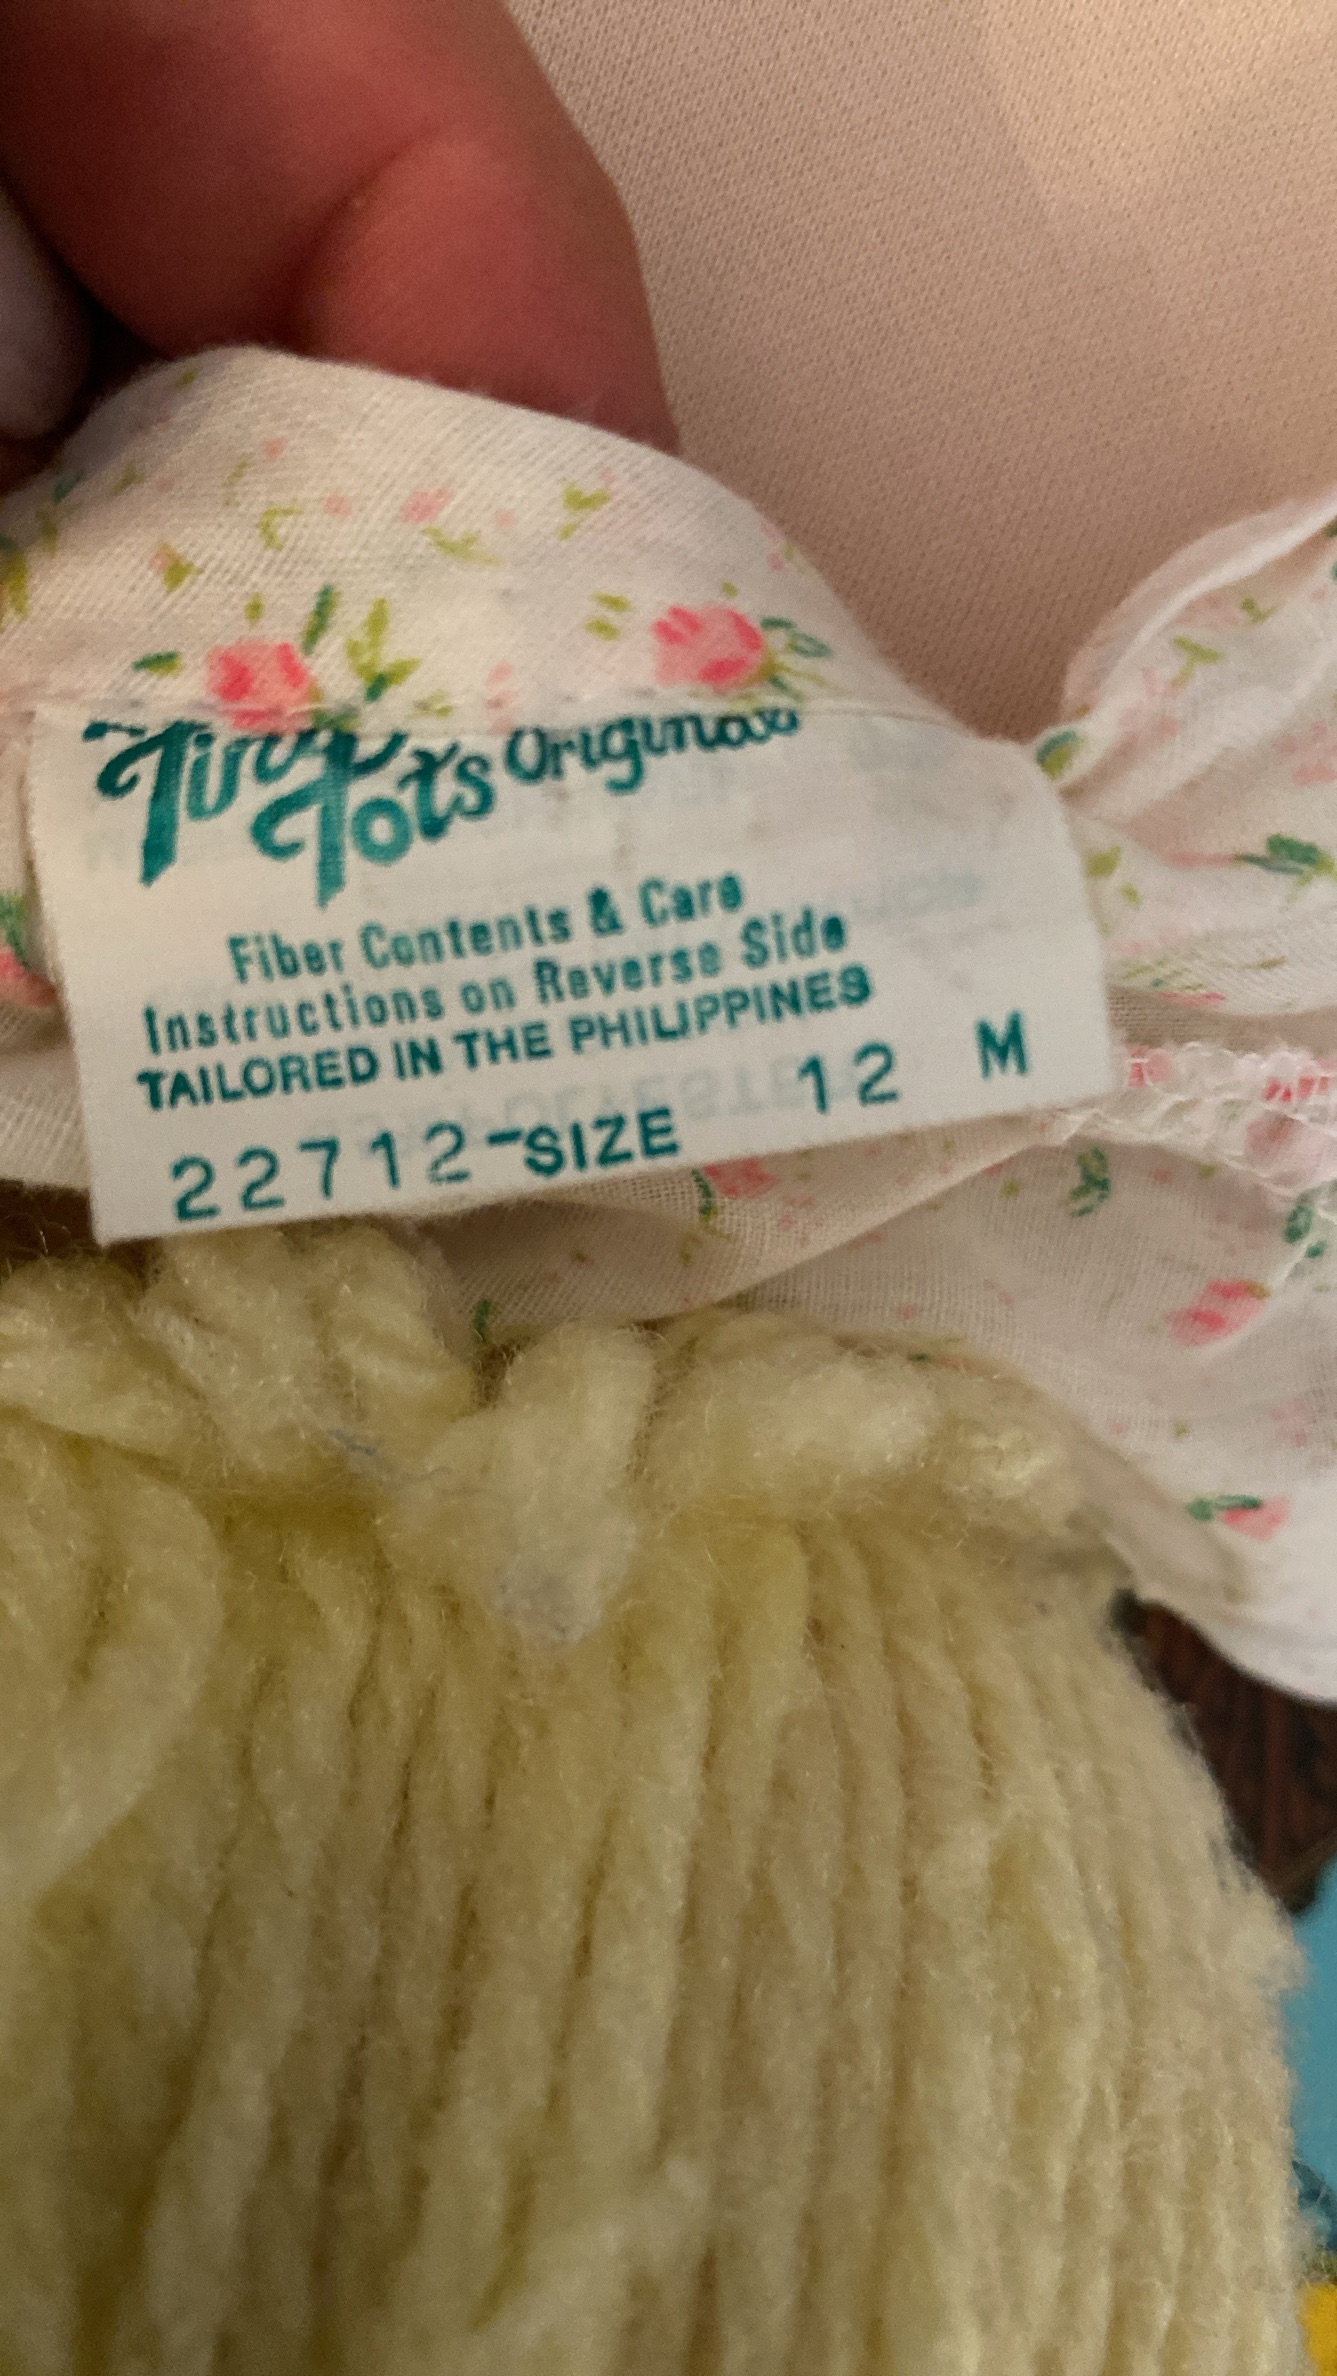 Tiny
Tots Originals
Fiber Contents & Care
Instructions on Reverse Side
TAILORED IN THE PHILIPPINES
22712-SIZE 12 M